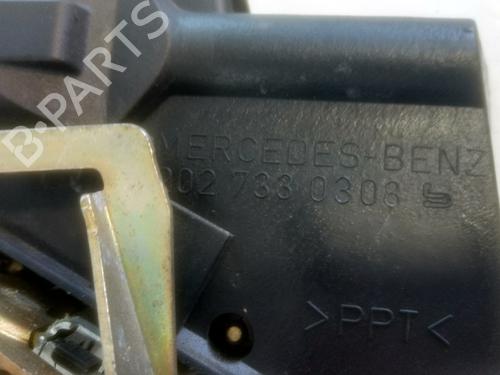 B-PARTS
MERCEDES-BENZ
202 733 0308
>PPT<